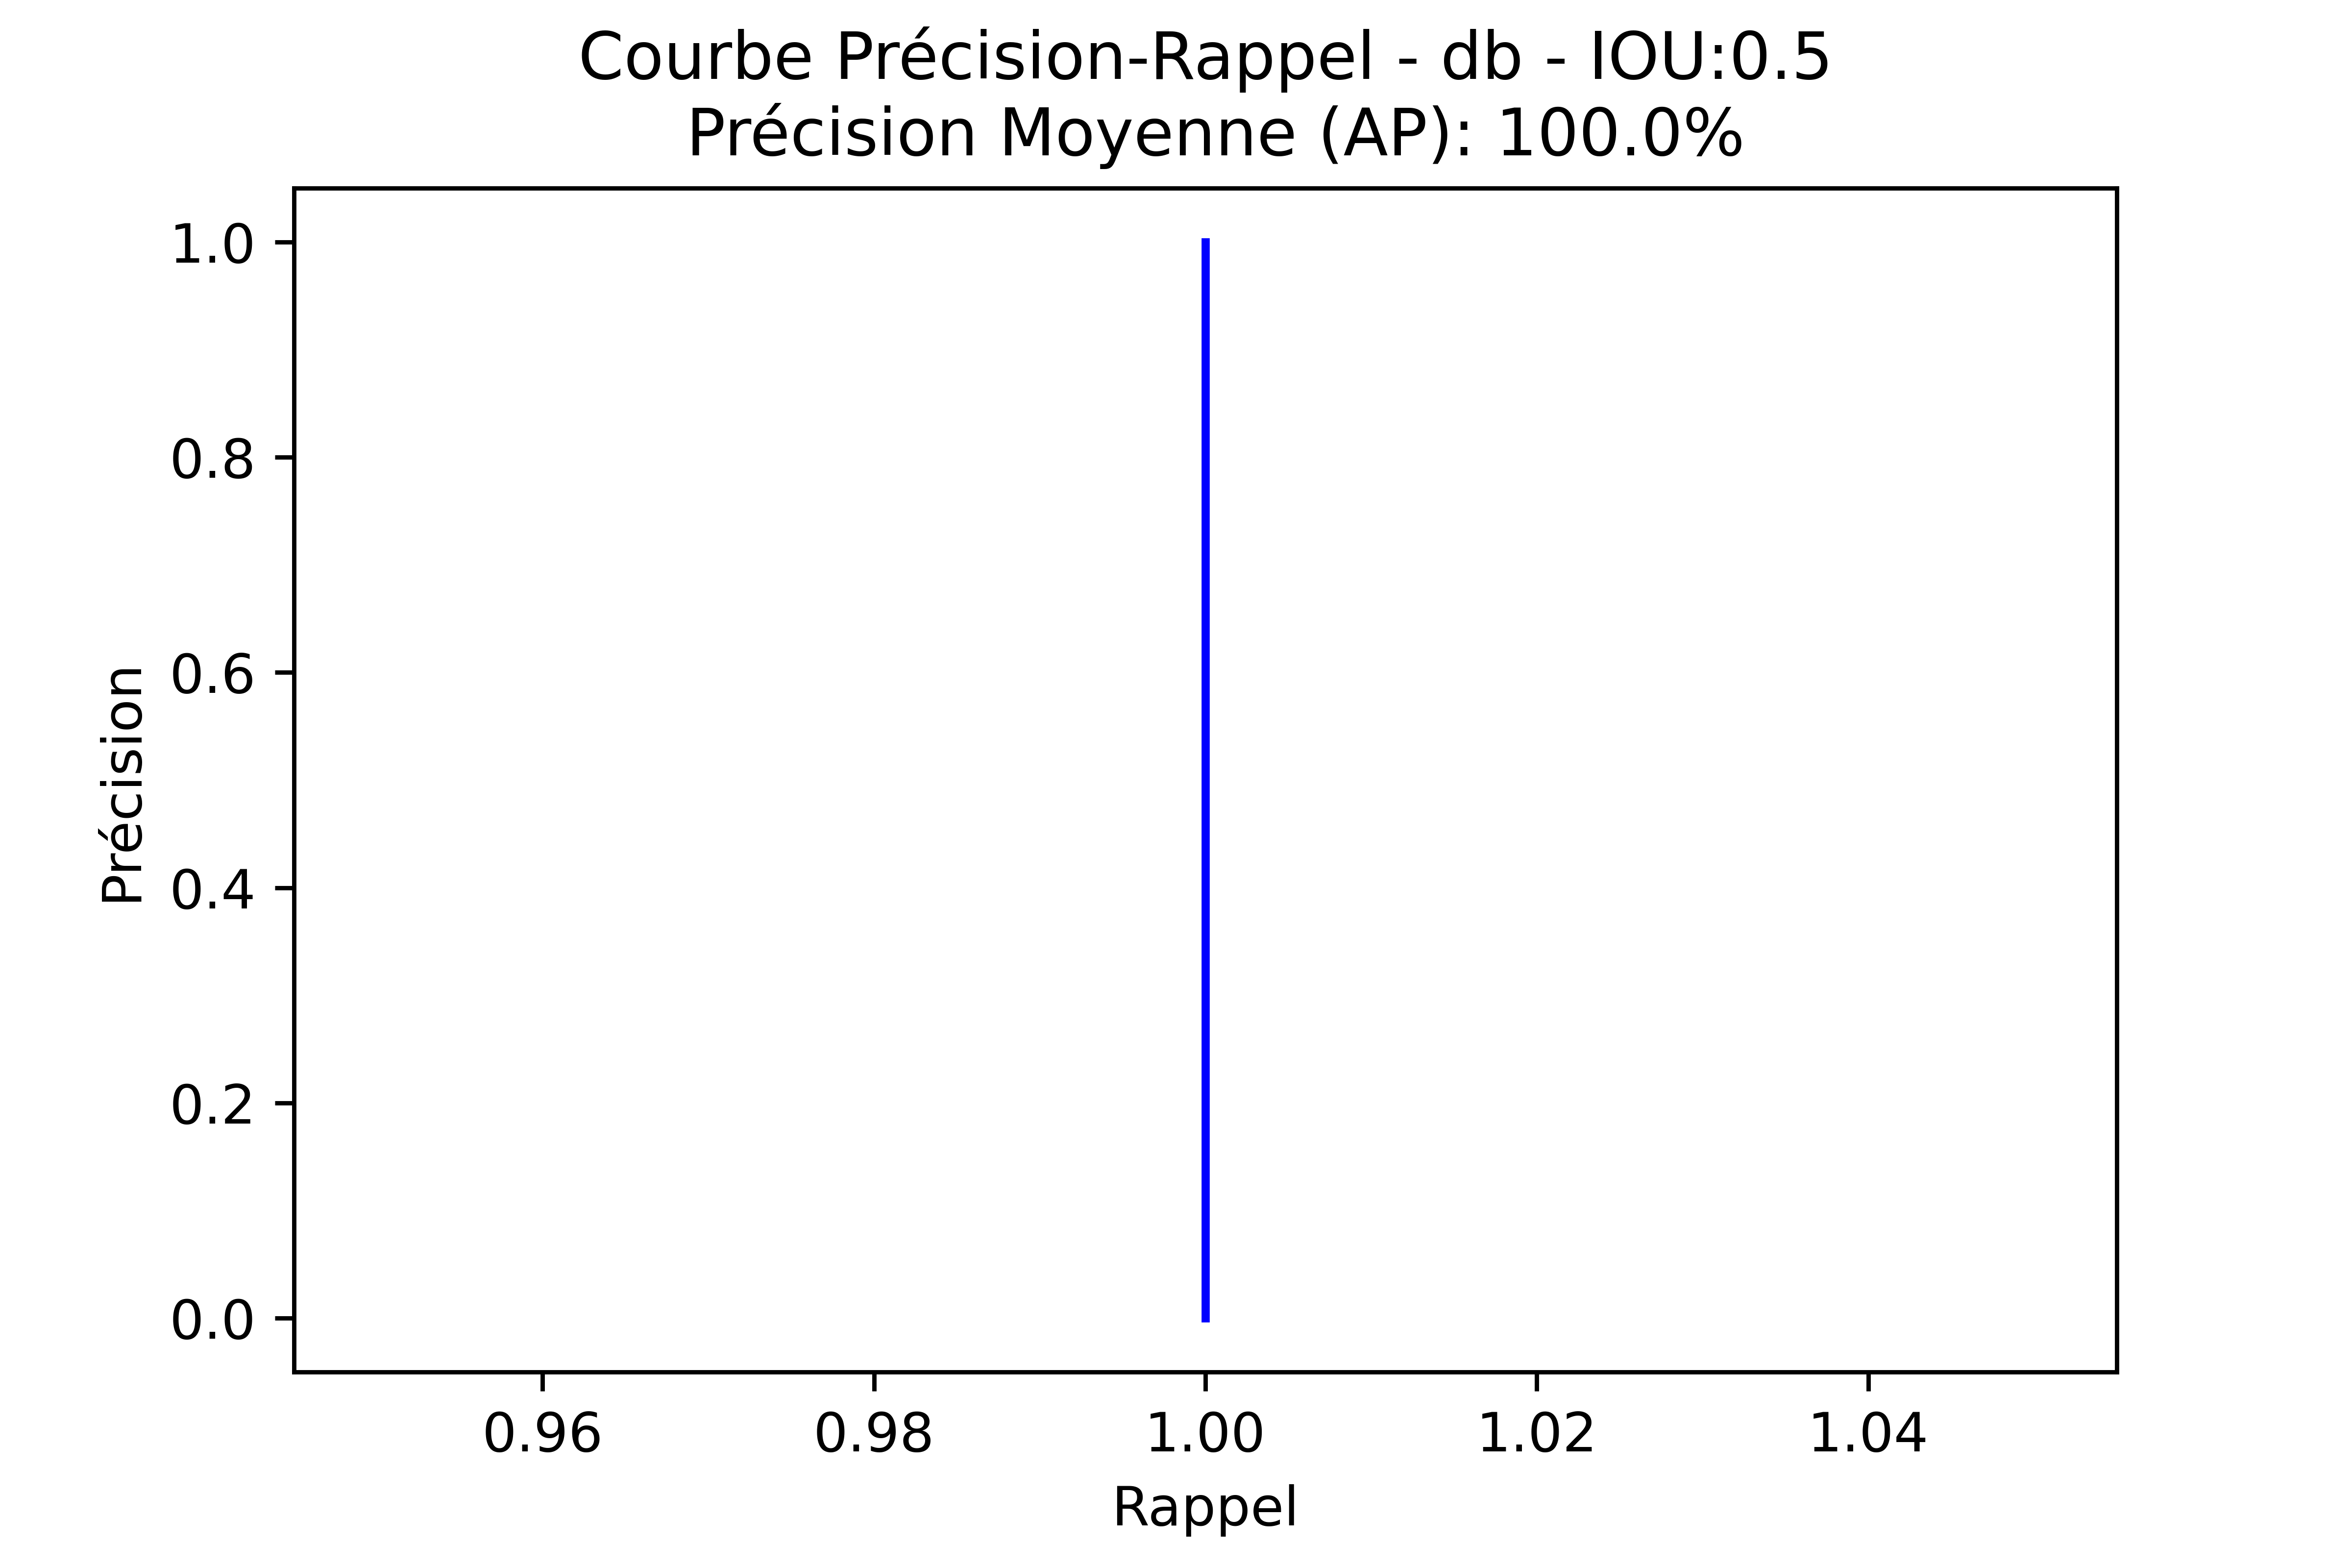 Courbe Précision-Rappel - db - IOU:0.5
Précision Moyenne (AP): 100.0%
1.0
0.8
0.6
0.4
0.2
0.0
Précision
0.96 0.98 1.00 1.02 1.04
Rappel